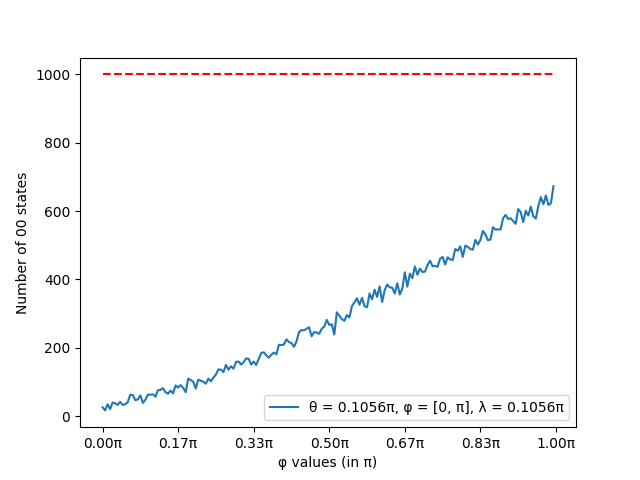 1000
800
600
400
200
0
Number of 00 states
θ = 0.1056π, φ = [0, π], λ = 0.1056π
0.00π 0.17π 0.33π 0.50π 0.67π 0.83π 1.00π
φ values (in π)